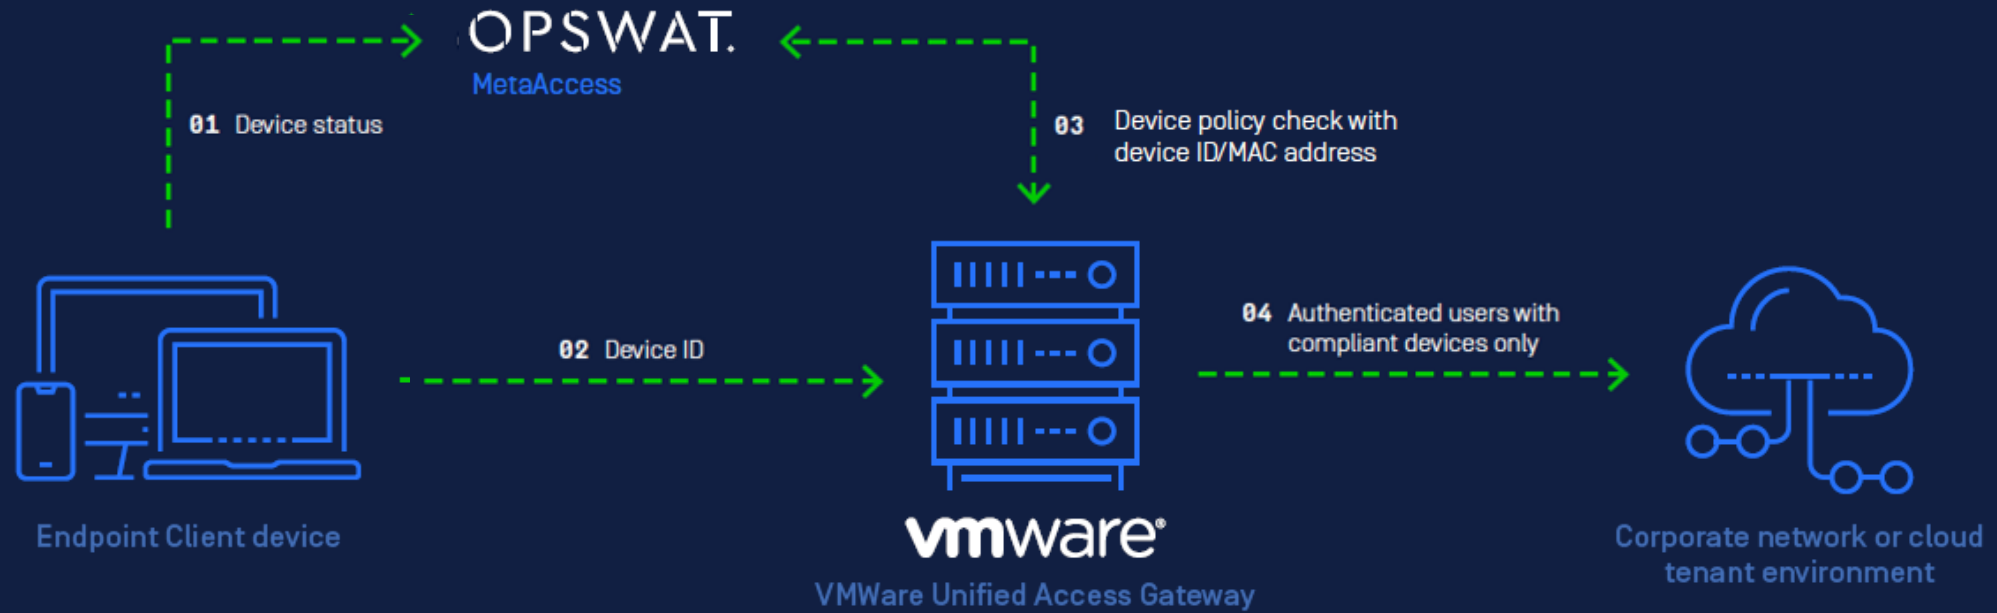 OPSWAT.
MetaAccess
01 Device status
03 Device policy check with
device ID/MAC address
02 Device ID
04 Authenticated users with
compliant devices only
Endpoint Client device
vmware®
VMWare Unified Access Gateway
Corporate network or cloud
tenant environment